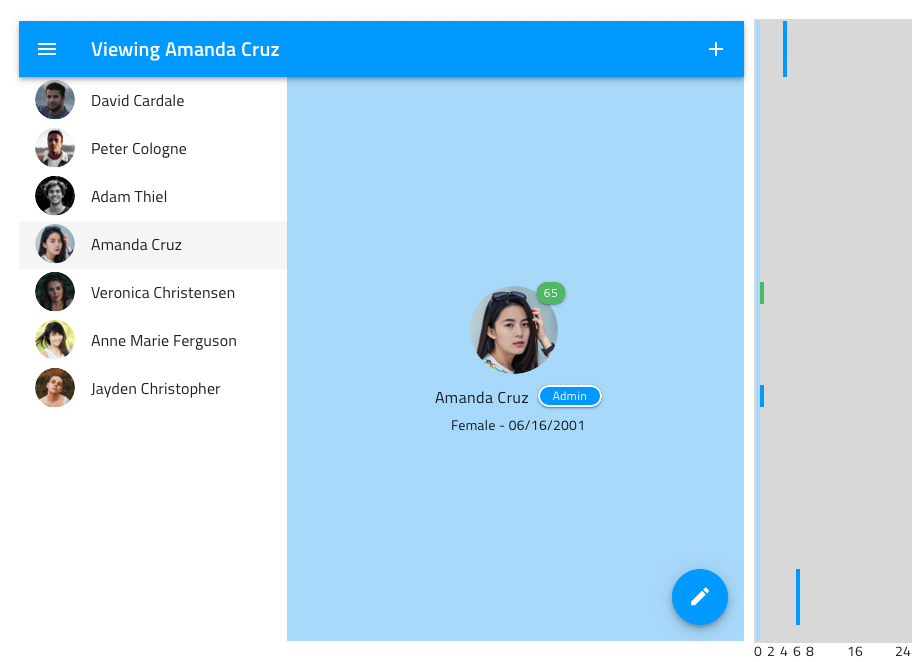 Viewing Amanda Cruz
David Cardale
Peter Cologne
Adam Thiel
Amanda Cruz
Veronica Christensen
Anne Marie Ferguson
Jayden Christopher
65
Amanda Cruz Admin
Female - 06/16/2001
0 2 4 6 8 16 24